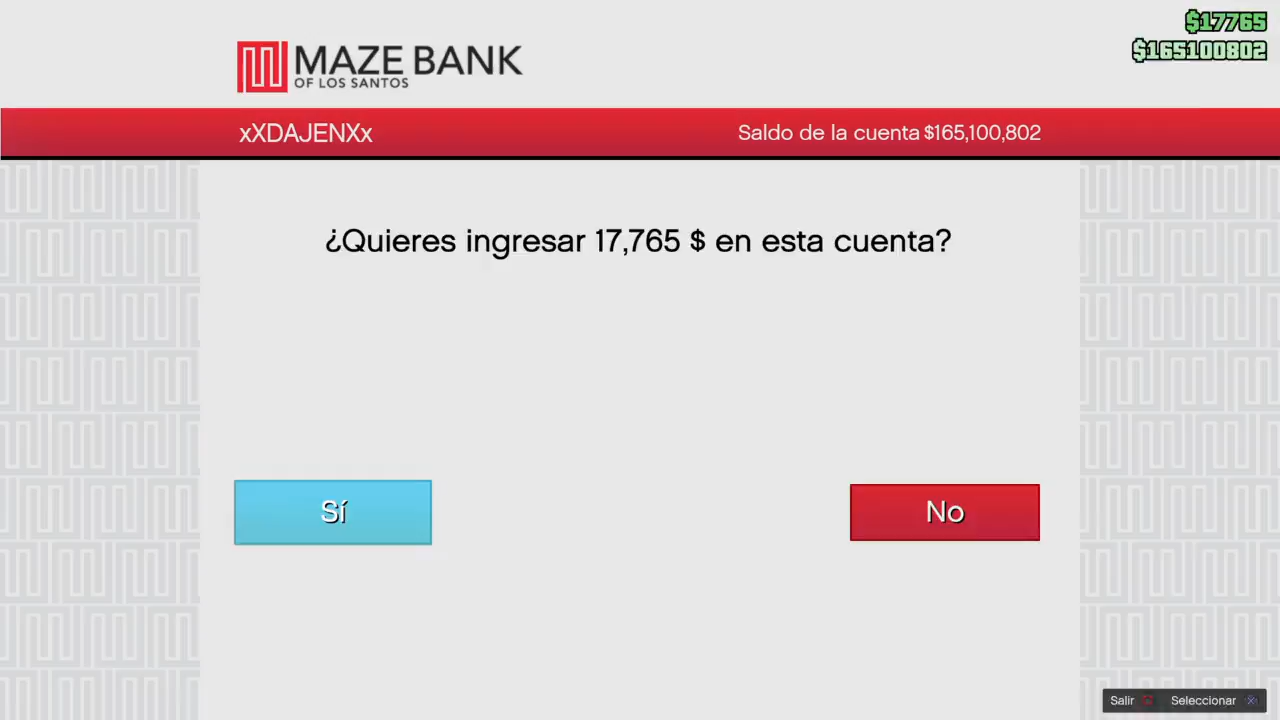 $17765
$165100802
MAZE BANK
OF LOS SANTOS
xXDAJENXx
Saldo de la cuenta $165,100,802
¿Quieres ingresar 17,765 $ en esta cuenta?
Sí
No
Salir
Seleccionar